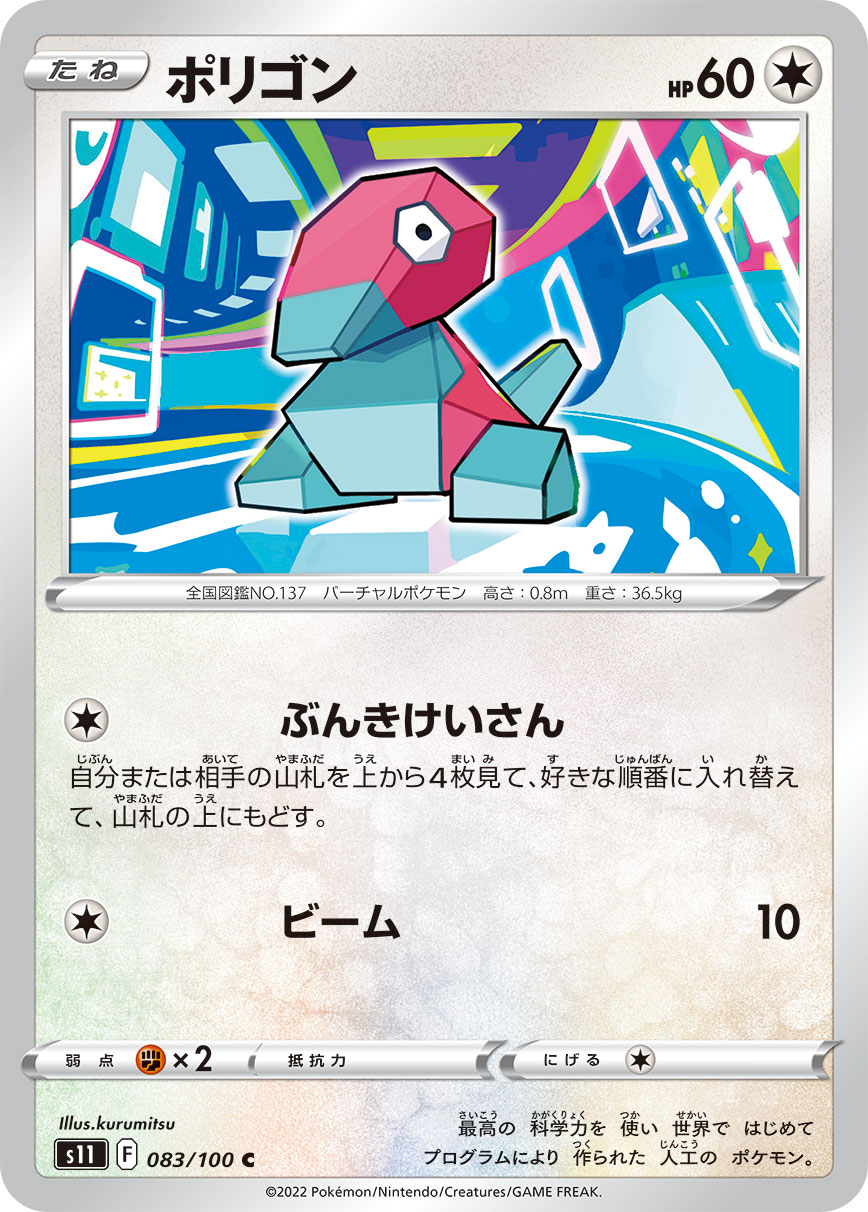 たね ポリゴン HP60
全国図鑑NO.137 バーチャルポケモン 高さ：0.8m 重さ：36.5kg
ぶんきけいさん
自分または相手の山札を上から4枚見て、好きな順番に入れ替え
て、山札の上にもどす。
ビーム 10
弱点 ×2 抵抗力 にげる
Illus.kurumitsu
最高の 科学力を 使い 世界で はじめて
プログラムにより 作られた 人工の ポケモン。
s11 F 083/100 C
©2022 Pokémon/Nintendo/Creatures/GAME FREAK.